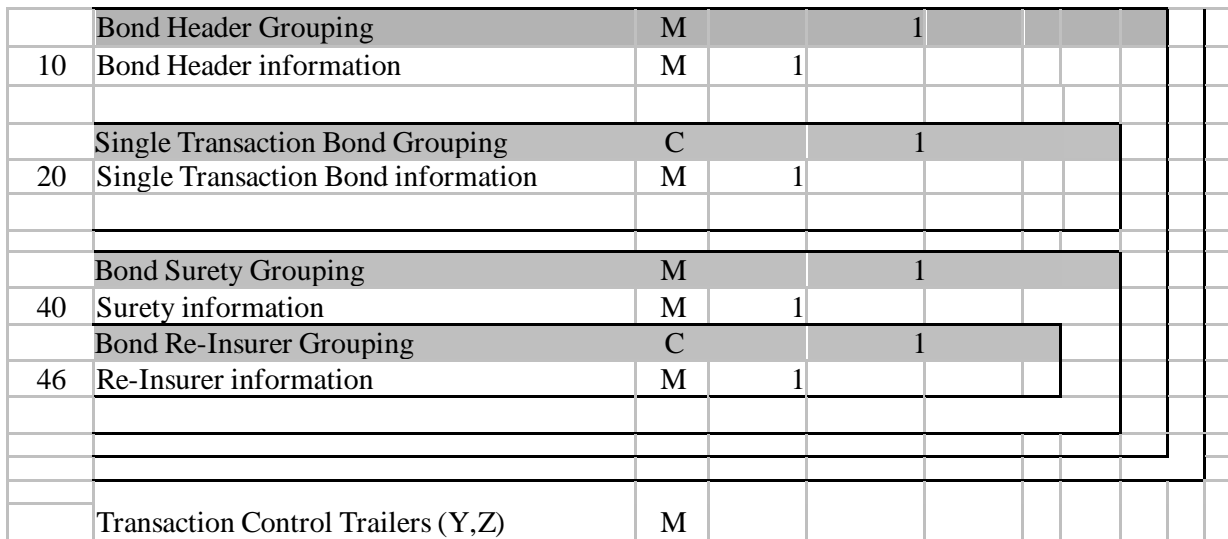 Bond Header Grouping M 1
10 Bond Header information M 1
Single Transaction Bond Grouping C 1
20 Single Transaction Bond information M 1
Bond Surety Grouping M 1
40 Surety information M 1
Bond Re-Insurer Grouping C 1
46 Re-Insurer information M 1
Transaction Control Trailers (Y,Z) M